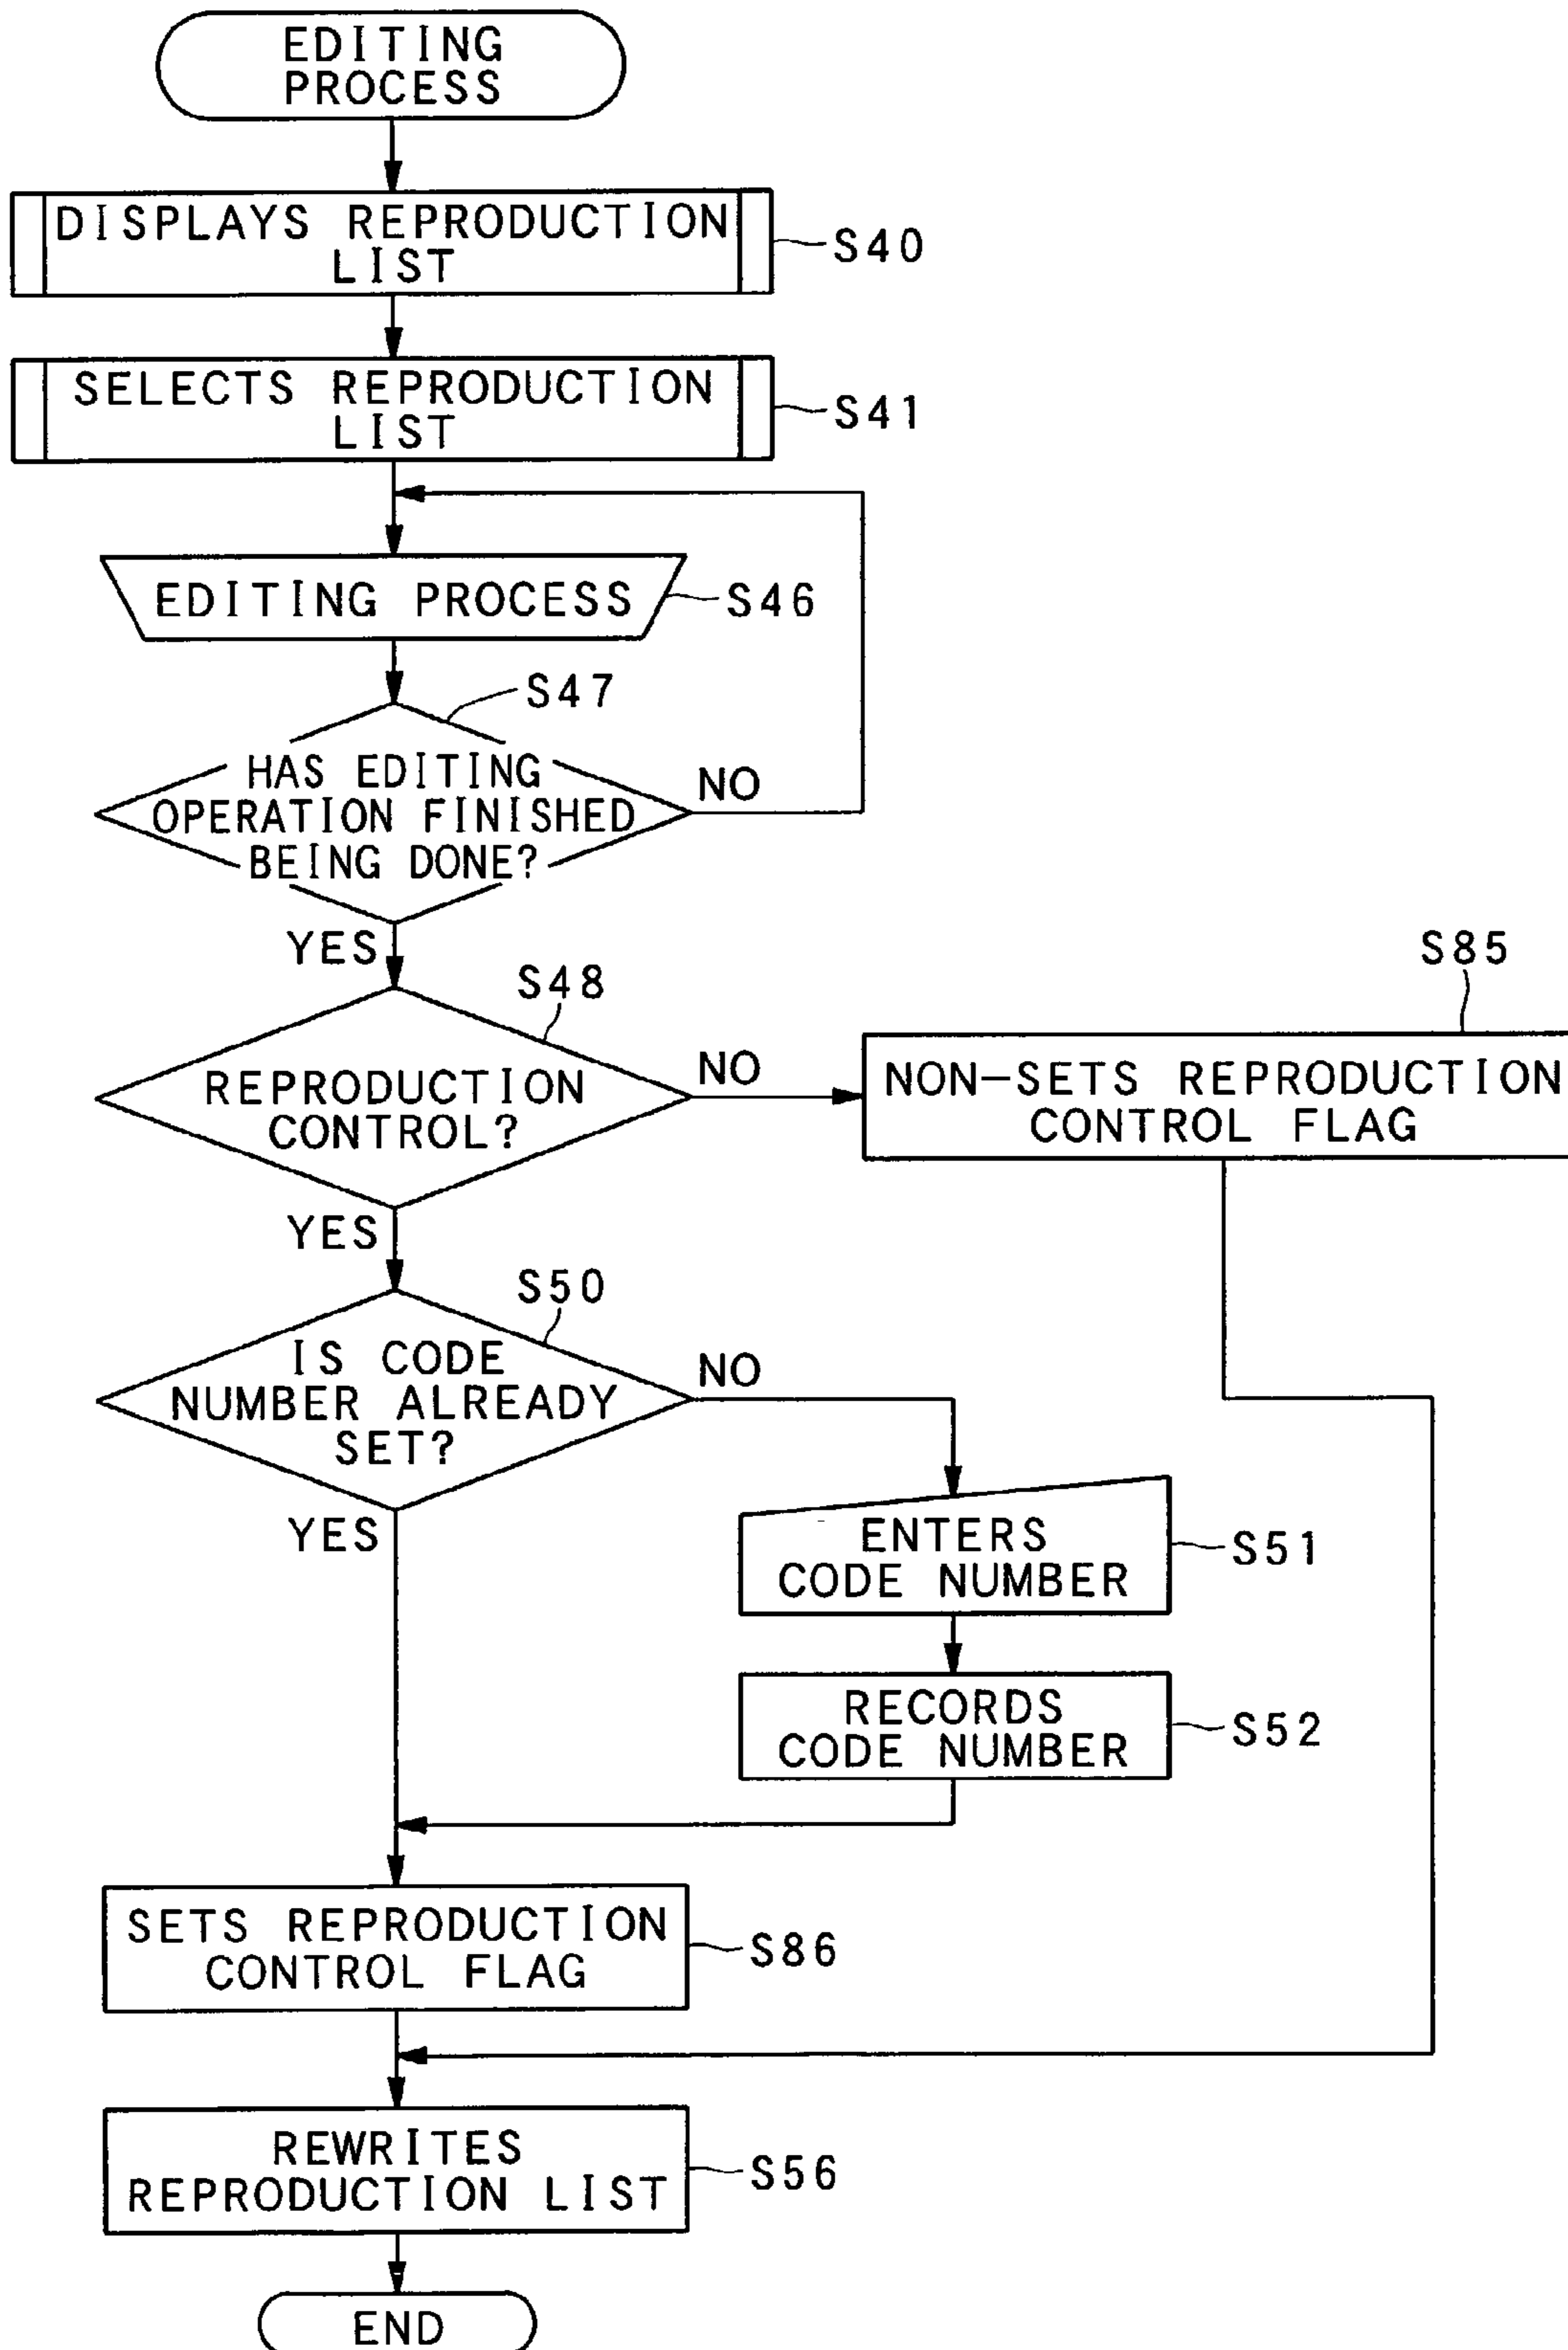 EDITING
PROCESS
DISPLAYS REPRODUCTION
LIST
S40
SELECTS REPRODUCTION
LIST
S41
EDITING PROCESS
S46
S47
HAS EDITING
OPERATION FINISHED
BEING DONE?
NO
YES
S48
REPRODUCTION
CONTROL?
NO
S85
NON-SETS REPRODUCTION
CONTROL FLAG
YES
S50
IS CODE
NUMBER ALREADY
SET?
NO
YES
ENTERS
CODE NUMBER
S51
RECORDS
CODE NUMBER
S52
SETS REPRODUCTION
CONTROL FLAG
S86
REWRITES
REPRODUCTION LIST
S56
END